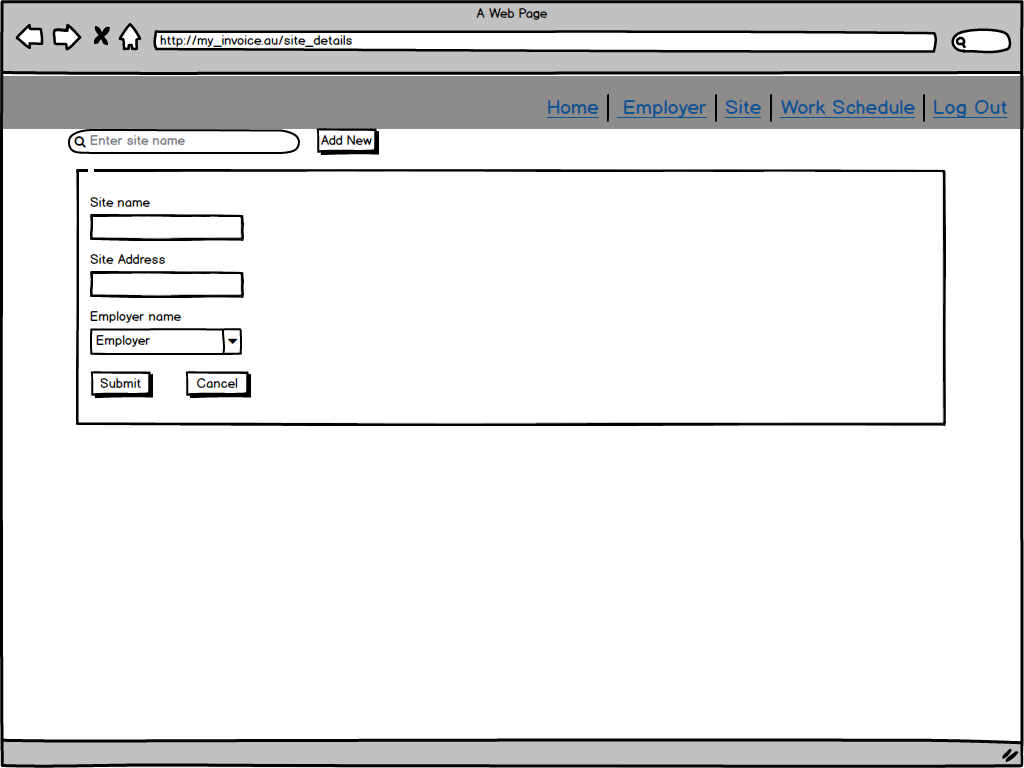 A Web Page
http://my_invoice.au/site_details
Home Employer Site Work Schedule Log Out
Enter site name Add New
Site name
Site Address
Employer name
Employer
Submit Cancel